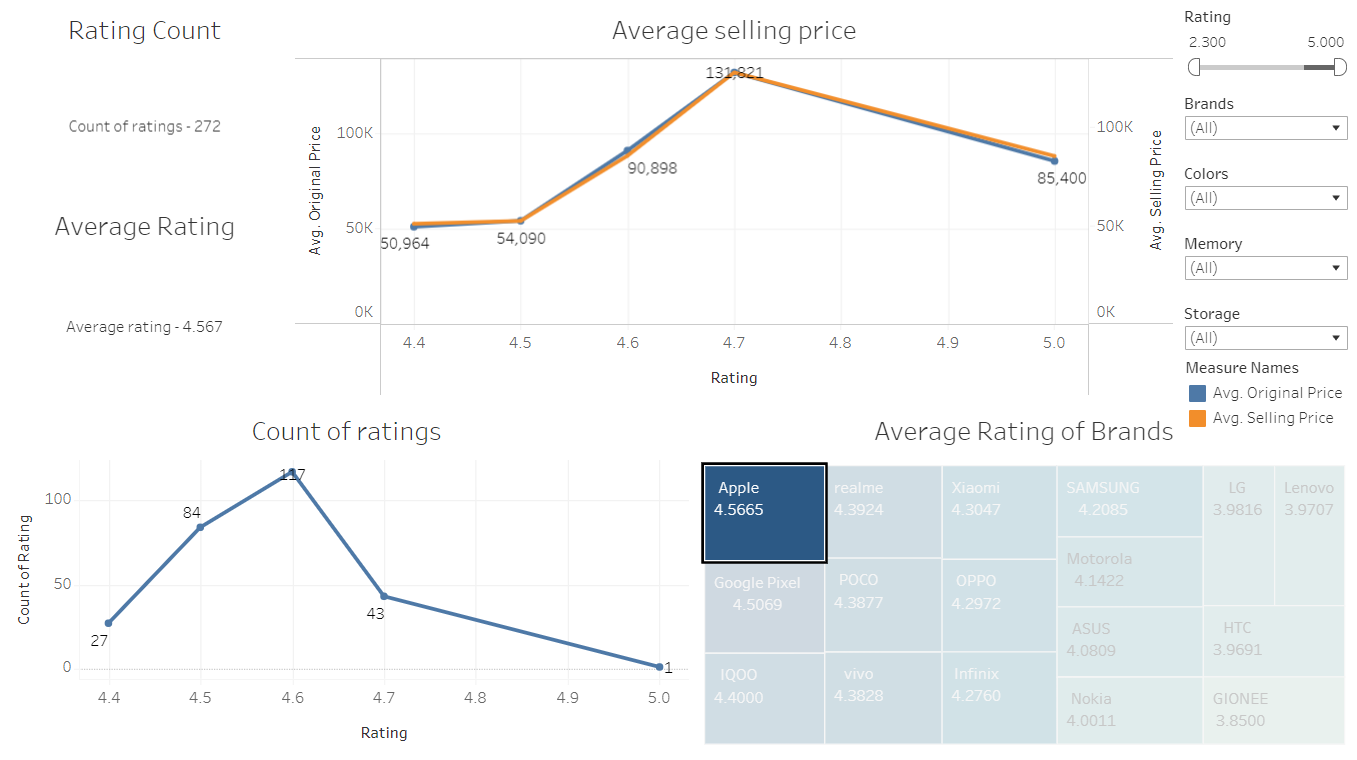 Rating Count
Count of ratings - 272
Average Rating
Average rating - 4.567
Average selling price
Avg. Original Price
100K
50K
0K
131,821
90,898
85,400
50,964
54,090
100K
50K
0K
Avg. Selling Price
4.4 4.5 4.6 4.7 4.8 4.9 5.0
Rating
Rating
2.300 5.000
Brands
(All)
Colors
(All)
Memory
(All)
Storage
(All)
Measure Names
Avg. Original Price
Avg. Selling Price
Count of ratings
Count of Rating
100
50
0
27
84
117
43
1
4.4 4.5 4.6 4.7 4.8 4.9 5.0
Rating
Average Rating of Brands
Apple
4.5665
Google Pixel
4.5069
IQOO
4.4000
realme
4.3924
POCO
4.3877
vivo
4.3828
Xiaomi
4.3047
OPPO
4.2972
Infinix
4.2760
SAMSUNG
4.2085
Motorola
4.1422
ASUS
4.0809
Nokia
4.0011
LG
3.9816
Lenovo
3.9707
HTC
3.9691
GIONEE
3.8500